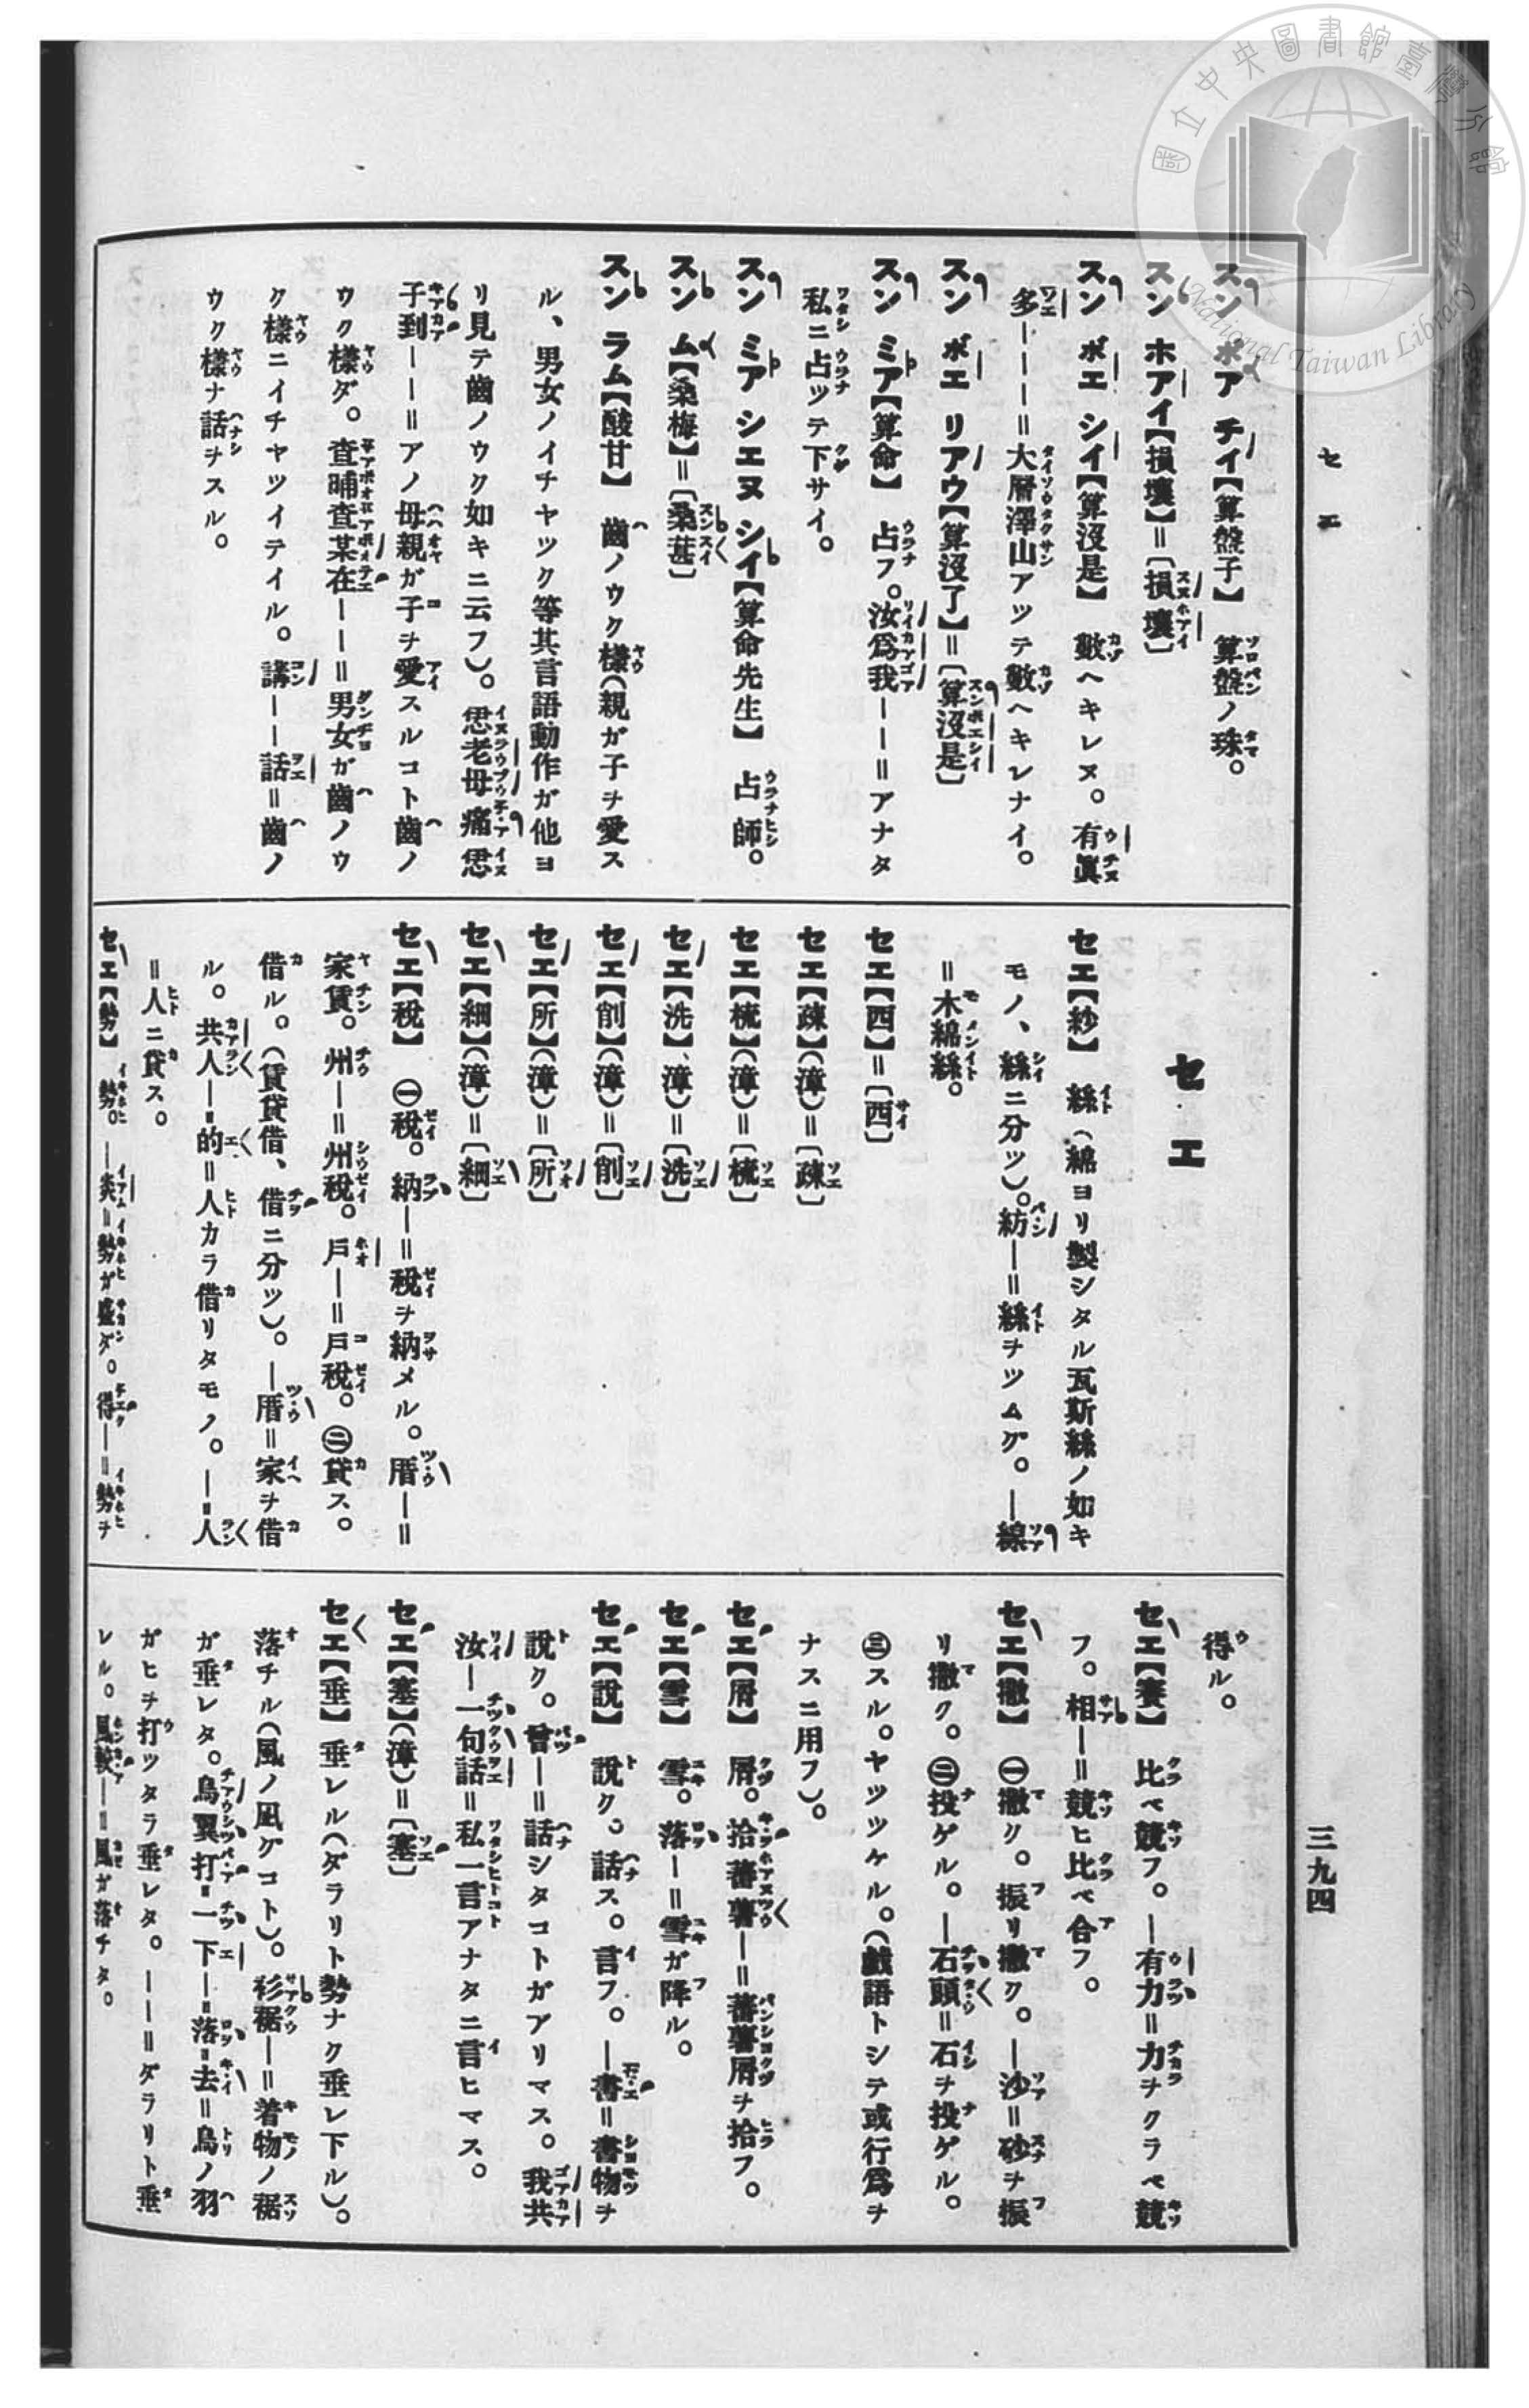 國立中央圖書館臺灣分館
National Taiwan Library
セエ
三九四
スン ボア チイ【算盤子】 算盤ノ珠。
スン ホアイ【損壞】=〔損壞〕
スン ボエ シイ【算沒是】 數ヘキレヌ。有眞
多———=大層澤山アツテ數ヘキレナイ。
スン ボエ リアウ【算沒了】=〔算沒是〕
スン ミア【算命】 占フ。汝爲我——=アナタ
私ニ占ツテ下サイ。
スン ミア シエヌ シイ【算命先生】 占師。
スン ム【桑梅】=〔桑葚〕
スン ラム【酸甘】 齒ノウク樣(親ガ子ヲ愛ス
ル、男女ノイチヤツク等其言語動作ガ他ヨ
リ見テ齒ノウク如キニ云フ)。恁老母痛恁
子到——=アノ母親ガ子ヲ愛スルコト齒ノ
ウク樣ダ。查晡查某在——=男女ガ齒ノウ
ク樣ニイチヤツイテイル。講——話=齒ノ
ウク樣ナ話ヲスル。
セエ
セエ【紗】 絲(綿ヨリ製シタル瓦斯絲ノ如キ
モノ、絲ニ分ツ)。紡—=絲ヲツムグ。—線
=木綿絲。
セエ【西】=〔西〕
セエ【疎】(漳)=〔疎〕
セエ【梳】(漳)=〔梳〕
セエ【洗】(漳)=〔洗〕
セエ【削】(漳)=〔削〕
セエ【所】(漳)=〔所〕
セエ【細】(漳)=〔細〕
セエ【稅】 ㊀稅。納—=稅ヲ納メル。厝—=
家賃。州—=州稅。戶—=戶稅。㊁貸ス。
借ル。(賃貸借、借ニ分ツ)。—厝=家ヲ借
ル。共人—的=人カラ借リタモノ。—人
=人ニ貸ス。
セエ【勢】 勢。—炎=勢ガ盛ダ。得—=勢ヲ
得ル。
セエ【賽】 比ベ競フ。—有力=力ヲクラベ競
フ。相—=競ヒ比ベ合フ。
セエ【撒】 ㊀撒ク。振リ撒ク。—沙=砂ヲ振
リ撒ク。㊁投ゲル。—石頭=石ヲ投ゲル。
㊂スル。ヤツツケル。(戲語トシテ或行爲ヲ
ナスニ用フ)。
セエ【屑】 屑。拾蕃薯—=蕃薯屑ヲ拾フ。
セエ【雪】 雪。落—=雪ガ降ル。
セエ【說】 說ク。話ス。言フ。—書=書物ヲ
說ク。曾—=話シタコトガアリマス。我共
汝—一句話=私一言アナタニ言ヒマス。
セエ【塞】(漳)=〔塞〕
セエ【垂】 垂レル(ダラリト勢ナク垂レ下ル)。
落チル(風ノ凪グコト)。衫裾—=着物ノ裾
ガ垂レタ。鳥翼打一下—落去=鳥ノ羽
ガヒヲ打ツタラ垂レタ。——=ダラリト垂
レル。風較—=風ガ落チタ。